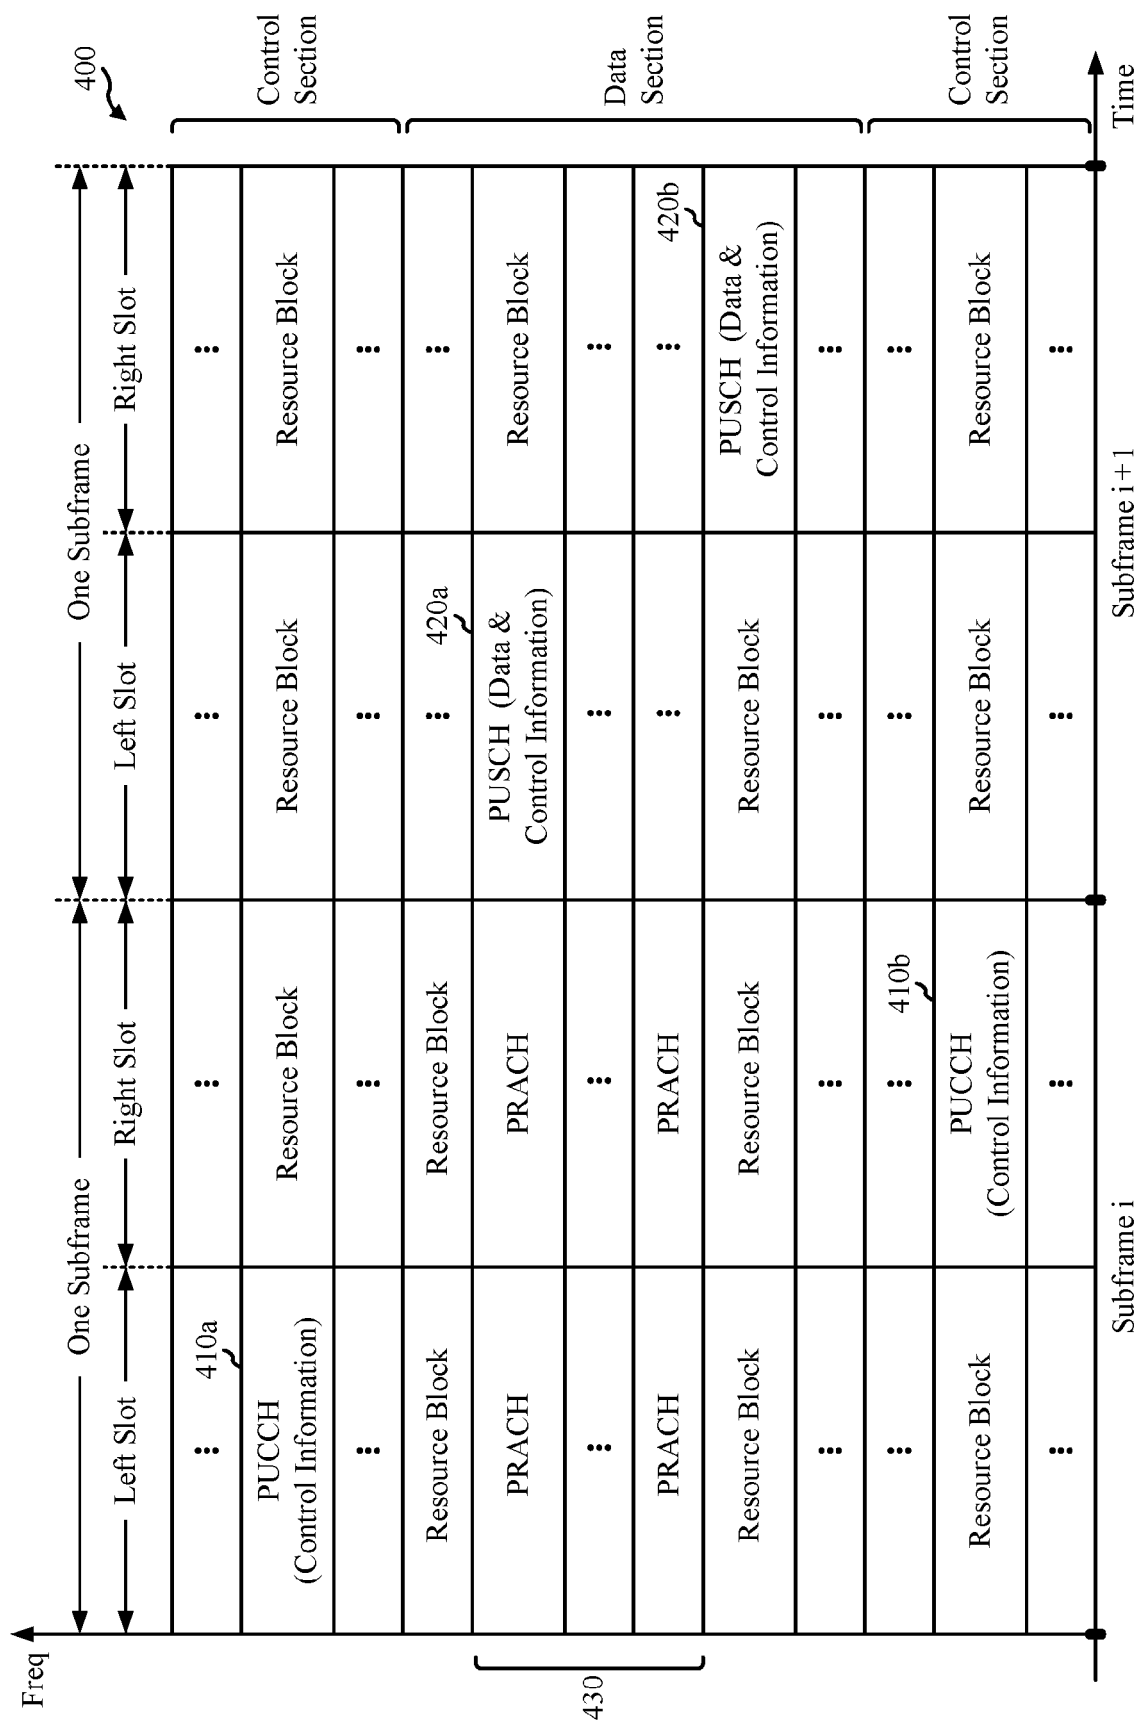 400
Freq
One Subframe
One Subframe
Left Slot
Right Slot
Left Slot
Right Slot
•••
•••
•••
•••
Control
Section
410a
PUCCH
(Control Information)
Resource Block
Resource Block
Resource Block
•••
•••
•••
•••
Resource Block
Resource Block
•••
•••
Data
Section
420a
430
PRACH
PRACH
PUSCH (Data &
Control Information)
Resource Block
•••
•••
•••
•••
PRACH
PRACH
•••
•••
420b
Resource Block
Resource Block
Resource Block
PUSCH (Data &
Control Information)
•••
•••
•••
•••
•••
•••
•••
•••
Control
Section
410b
Resource Block
PUCCH
(Control Information)
Resource Block
Resource Block
•••
•••
•••
•••
Subframe i
Subframe i + 1
Time